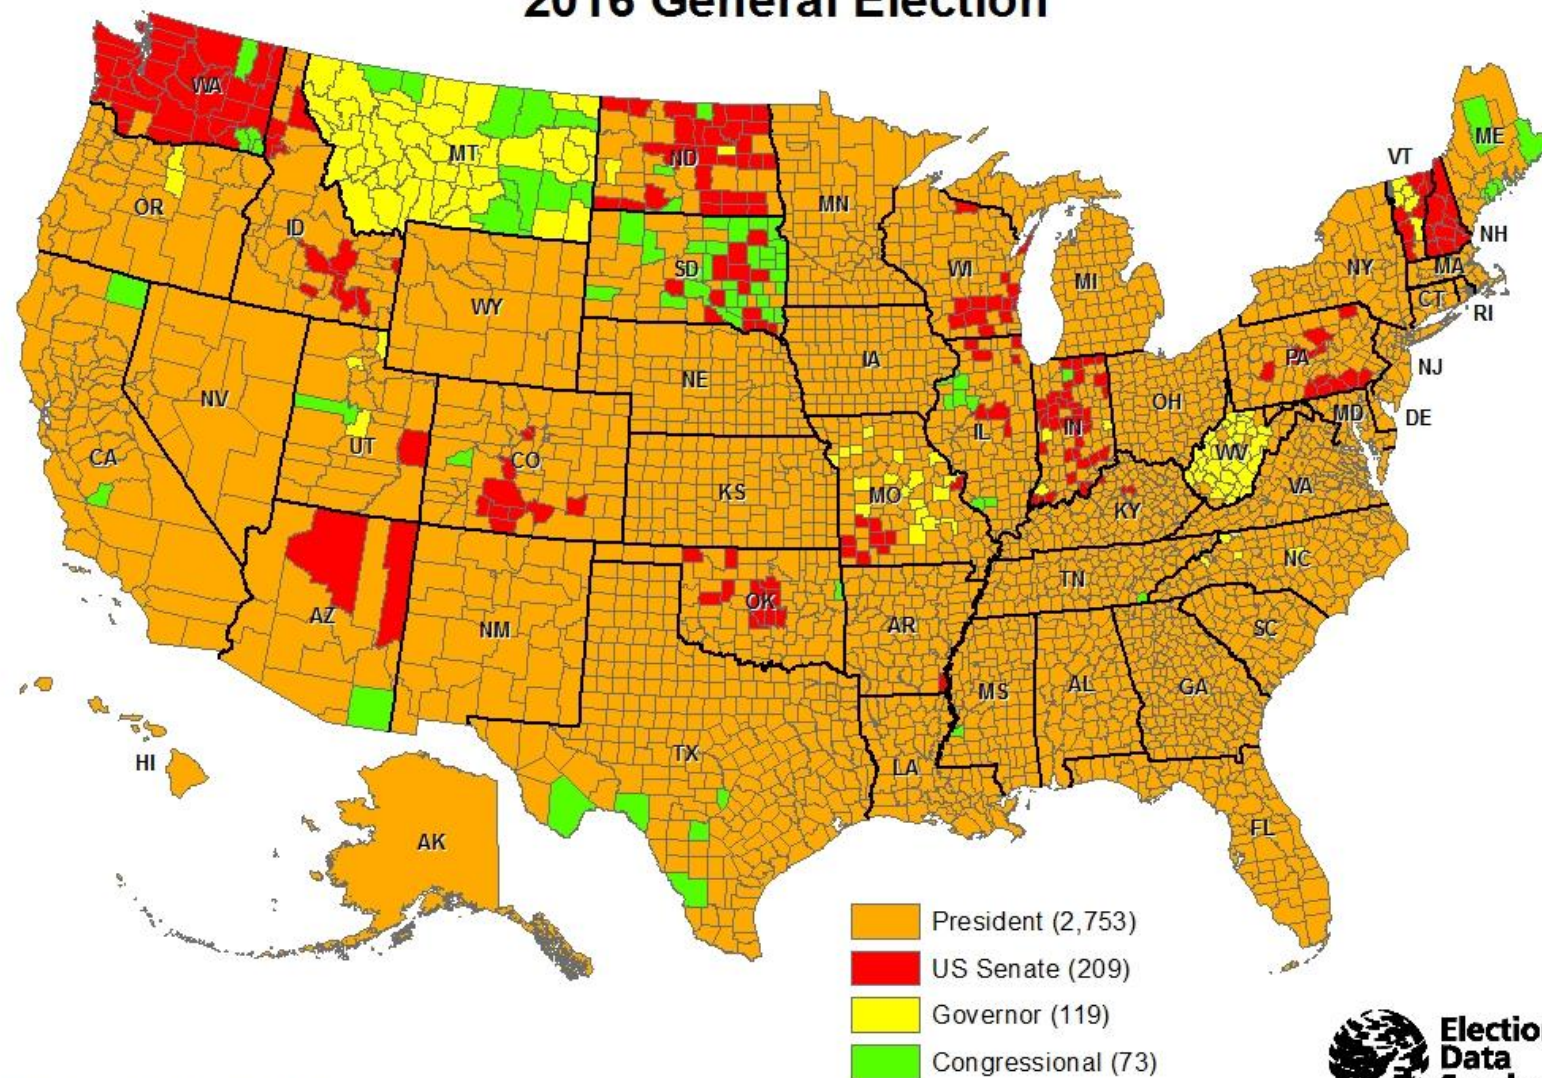 2016 General Election
WA
MT
ND
MN
ME
VT
OR
ID
SD
WI
MI
NY
NH
MA
CT
RI
WY
IA
NE
PA
NJ
NV
UT
CO
IL
IN
OH
MD
DE
CA
KS
MO
WV
VA
KY
AZ
NM
OK
AR
TN
NC
SC
MS
AL
GA
TX
LA
HI
AK
FL
President (2,753)
US Senate (209)
Governor (119)
Congressional (73)
Election
Data